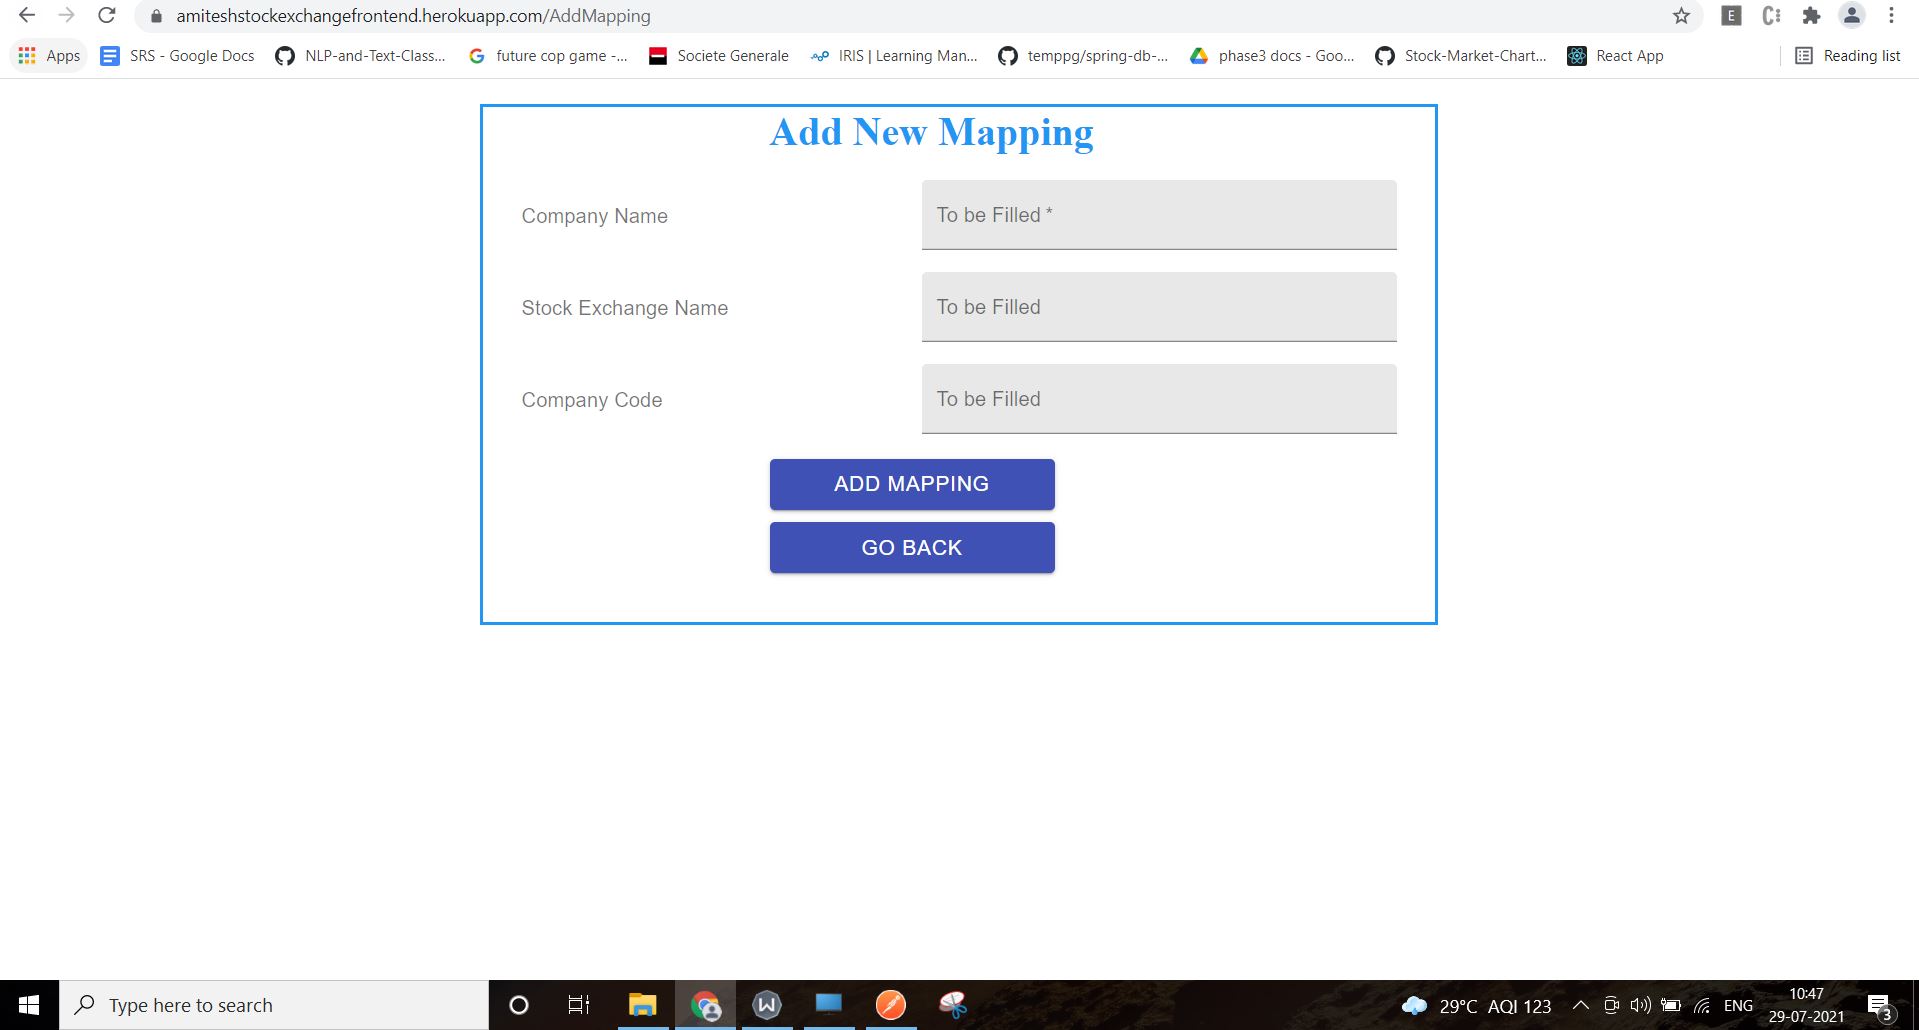 amiteshstockexchangefrontend.herokuapp.com/AddMapping
E
Apps SRS - Google Docs NLP-and-Text-Class... future cop game -... Societe Generale IRIS | Learning Man... temppg/spring-db-... phase3 docs - Goo... Stock-Market-Chart... React App Reading list
Add New Mapping
Company Name To be Filled *
Stock Exchange Name To be Filled
Company Code To be Filled
ADD MAPPING
GO BACK
Type here to search
29°C AQI 123
ENG
10:47
29-07-2021
3